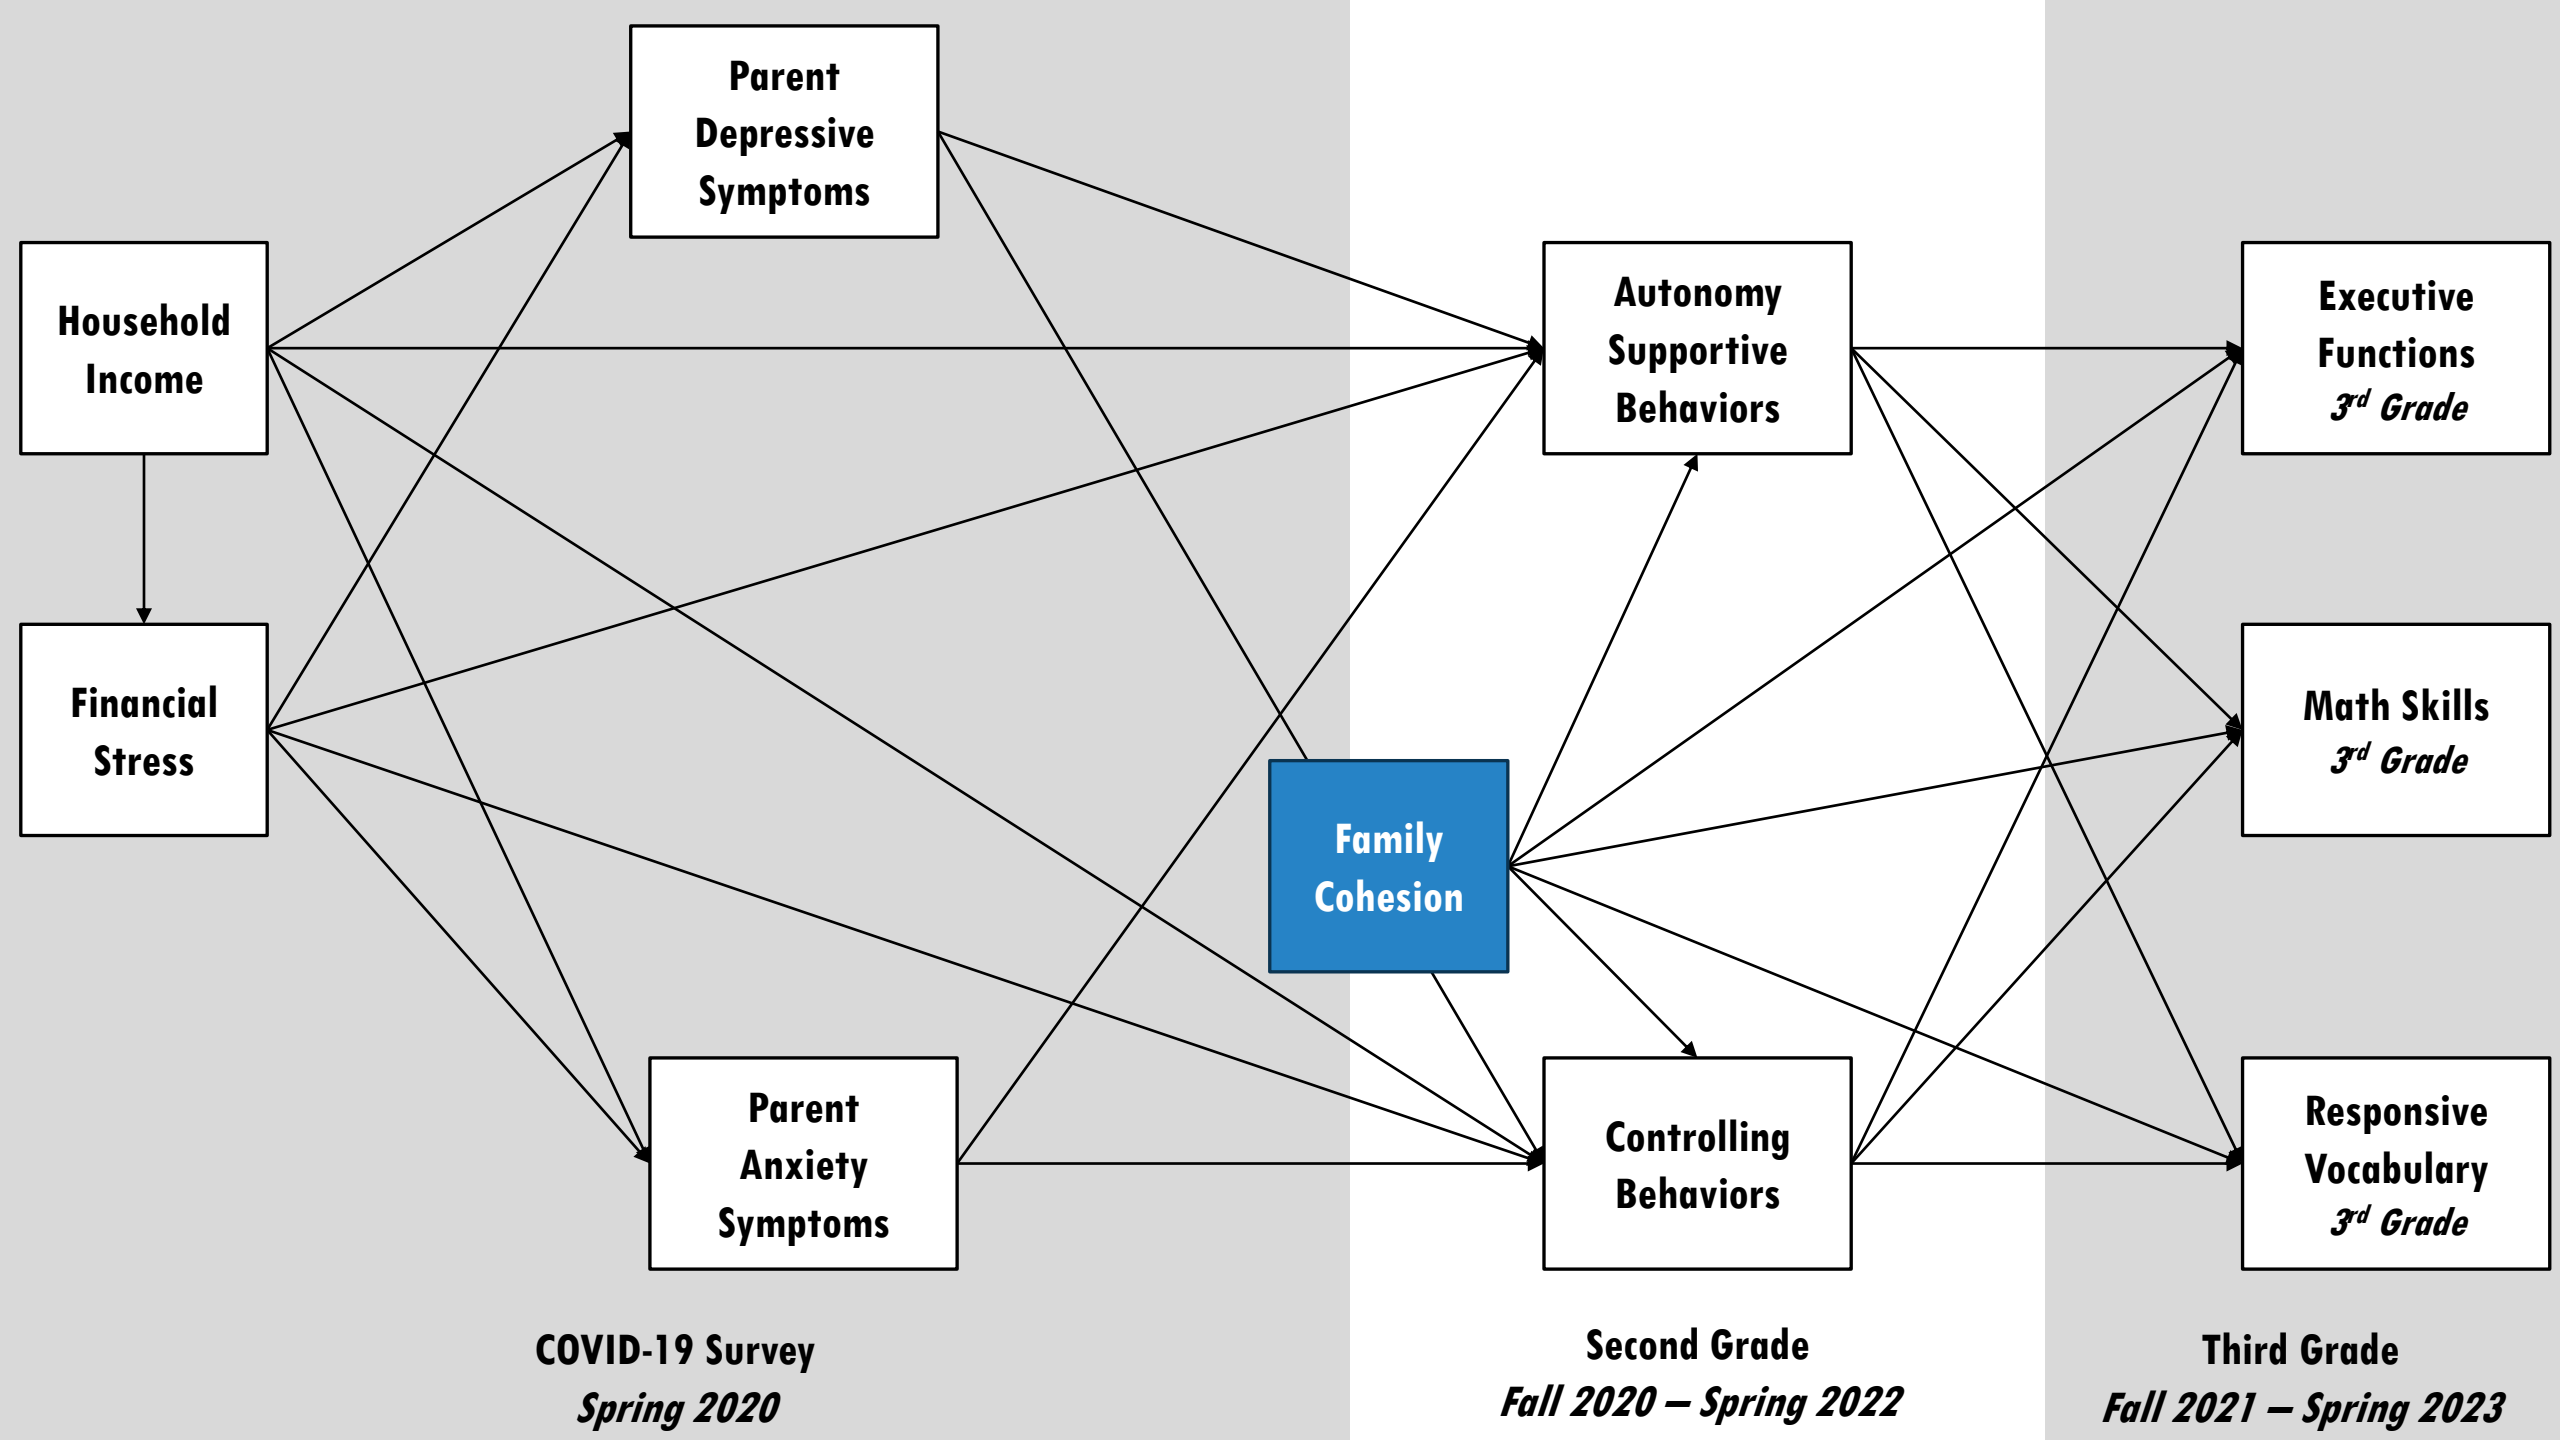 Parent
Depressive
Symptoms
Household
Income
Autonomy
Supportive
Behaviors
Executive
Functions
3rd Grade
Financial
Stress
Math Skills
3rd Grade
Family
Cohesion
Parent
Anxiety
Symptoms
Controlling
Behaviors
Responsive
Vocabulary
3rd Grade
COVID-19 Survey
Spring 2020
Second Grade
Fall 2020 – Spring 2022
Third Grade
Fall 2021 – Spring 2023